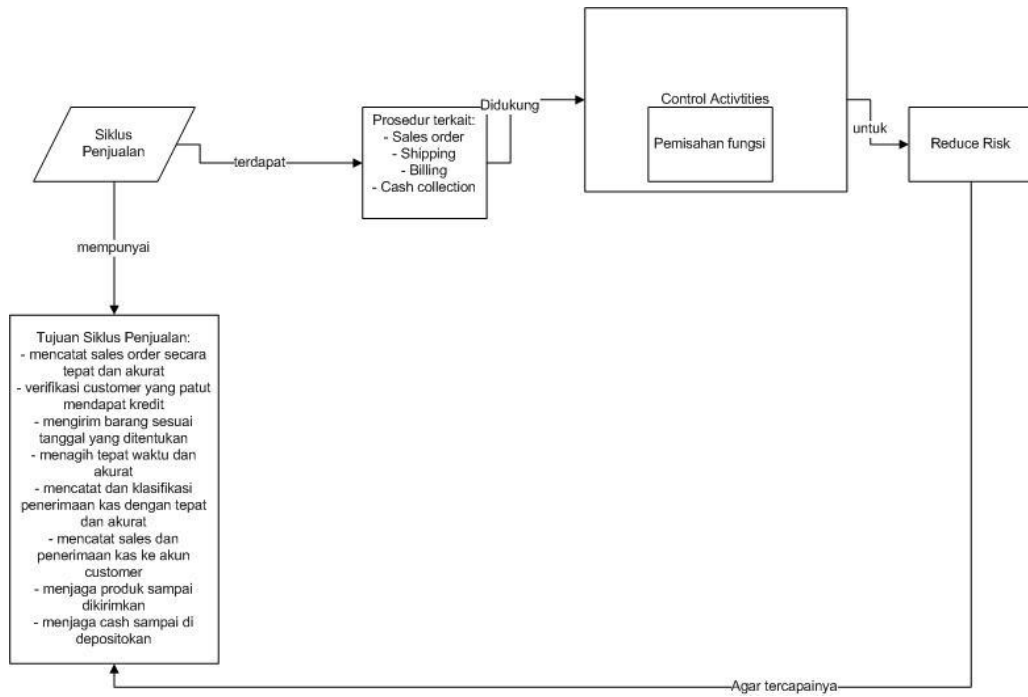 Siklus
Penjualan
terdapat
Prosedur terkait:
- Sales order
- Shipping
- Billing
- Cash collection
Didukung
Control Activtities
Pemisahan fungsi
untuk
Reduce Risk
mempunyai
Tujuan Siklus Penjualan:
- mencatat sales order secara
tepat dan akurat
- verifikasi customer yang patut
mendapat kredit
- mengirim barang sesuai
tanggal yang ditentukan
- menagih tepat waktu dan
akurat
- mencatat dan klasifikasi
penerimaan kas dengan tepat
dan akurat
- mencatat sales dan
penerimaan kas ke akun
customer
- menjaga produk sampai
dikirimkan
- menjaga cash sampai di
depositokan
Agar tercapainya